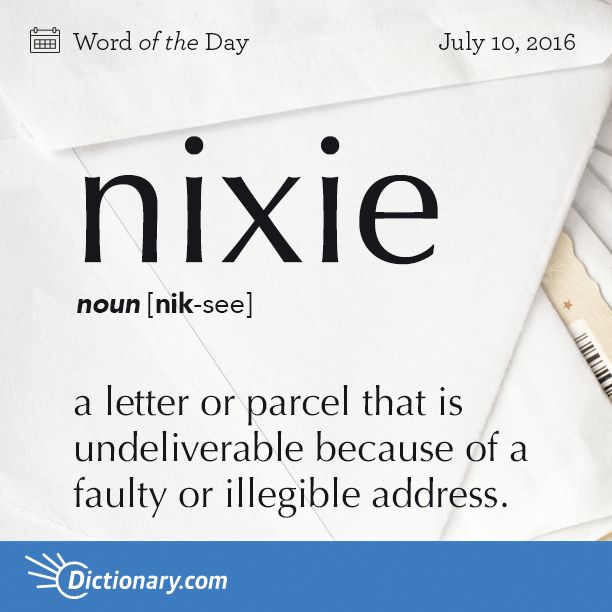 Word of the Day
July 10, 2016
nixie
noun [nik-see]
a letter or parcel that is
undeliverable because of a
faulty or illegible address.
Dictionary.com